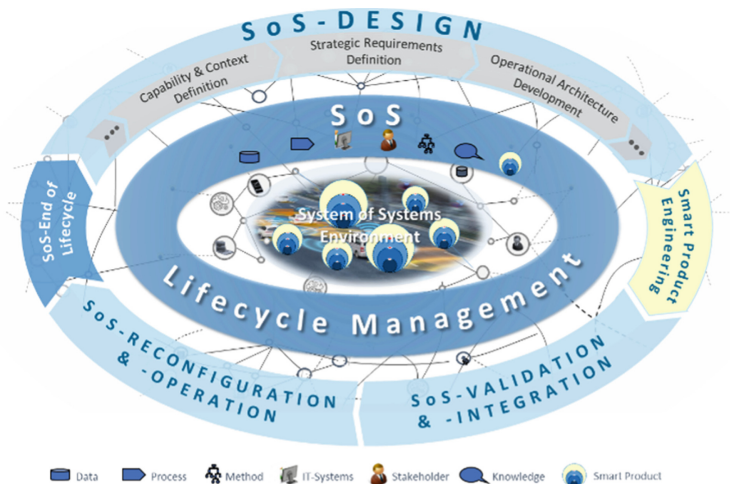 SoS-DESIGN
Capability & Context
Definition
Strategic Requirements
Definition
Operational Architecture
Development
SoS
System of Systems
Environment
Lifecycle Management
SoS-End of
Lifecycle
Smart Product
Engineering
SoS-RECONFIGURATION
& -OPERATION
SoS-VALIDATION
& -INTEGRATION
Data
Process
Method
IT-Systems
Stakeholder
Knowledge
Smart Product